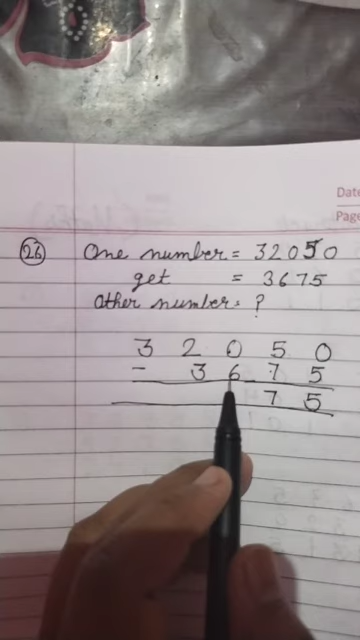 Date
Page
26 One number = 32050
get = 3675
Other number = ?
3 2 0 5 0
- 3 6 7 5
7 5